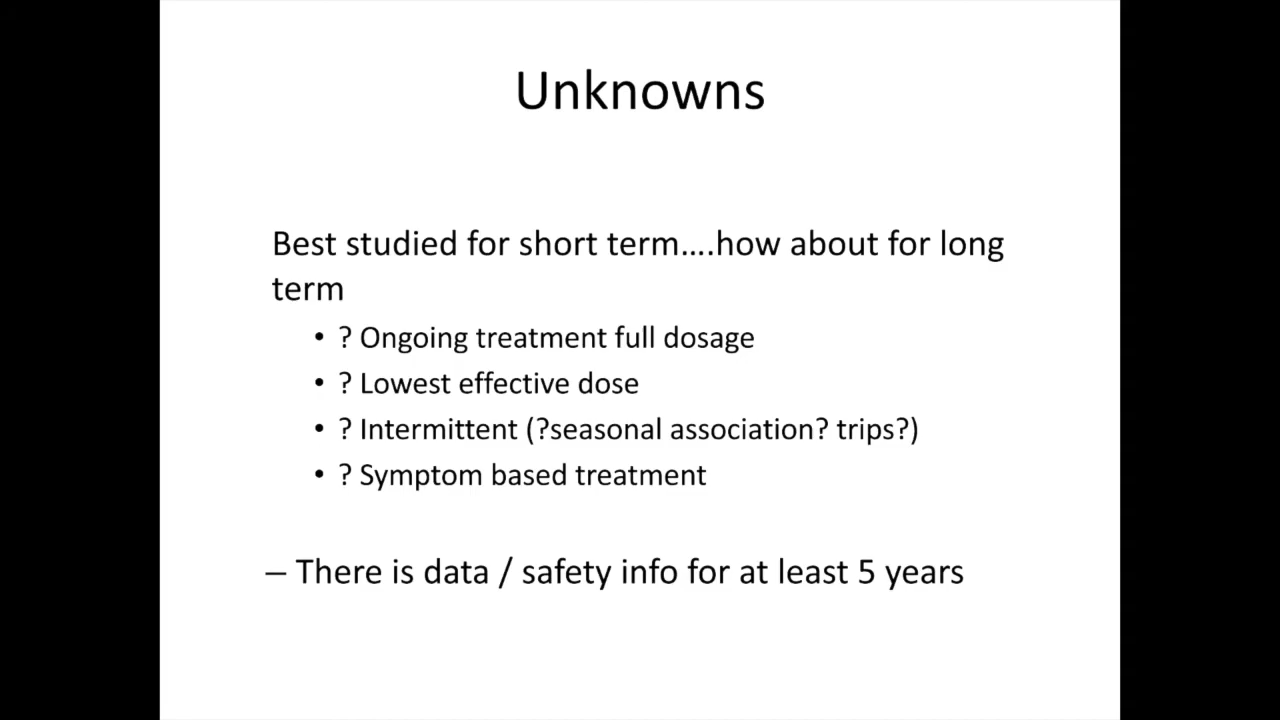 Unknowns
Best studied for short term….how about for long
term
• ? Ongoing treatment full dosage
• ? Lowest effective dose
• ? Intermittent (?seasonal association? trips?)
• ? Symptom based treatment
– There is data / safety info for at least 5 years